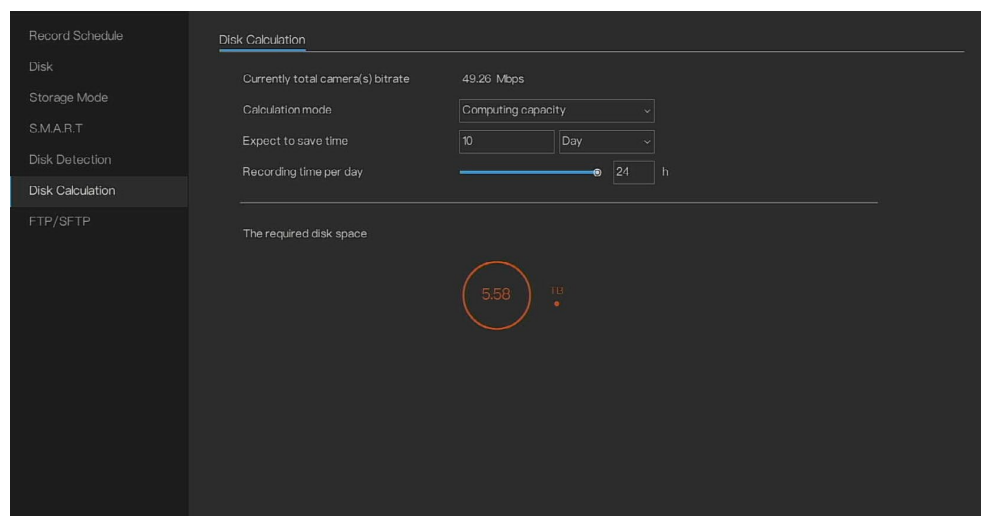 Record Schedule
Disk
Storage Mode
S.M.A.R.T
Disk Detection
Disk Calculation
FTP/SFTP
Disk Calculation
Currently total camera(s) bitrate 49.26 Mbps
Calculation mode Computing capacity
Expect to save time 10 Day
Recording time per day 24 h
The required disk space
5.58 TB